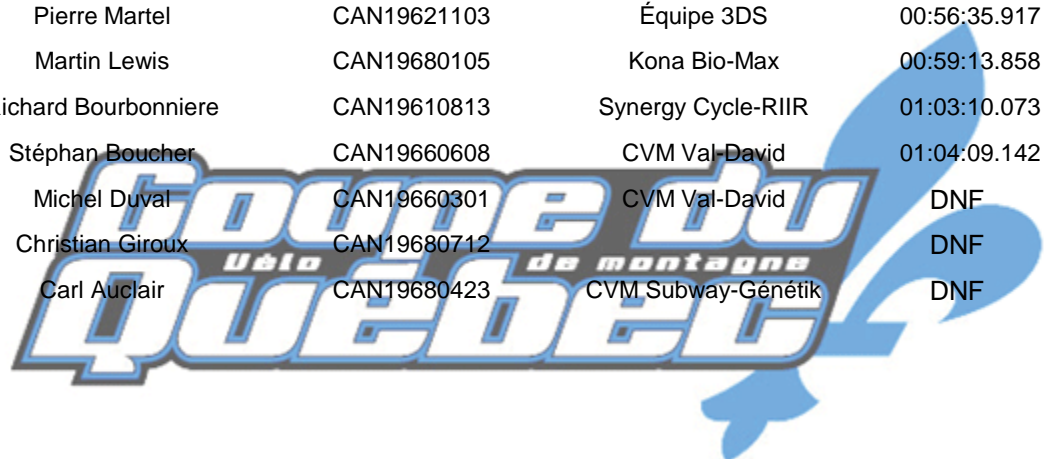 Pierre Martel CAN19621103 Équipe 3DS 00:56:35.917
Martin Lewis CAN19680105 Kona Bio-Max 00:59:13.858
ichard Bourbonniere CAN19610813 Synergy Cycle-RIIR 01:03:10.073
Stéphan Boucher CAN19660608 CVM Val-David 01:04:09.142
Michel Duval CAN19660301 CVM Val-David DNF
Christian Giroux CAN19680712 DNF
Carl Auclair CAN19680423 CVM Subway-Génétik DNF
Coupe du
Vélo de montagne
Québec